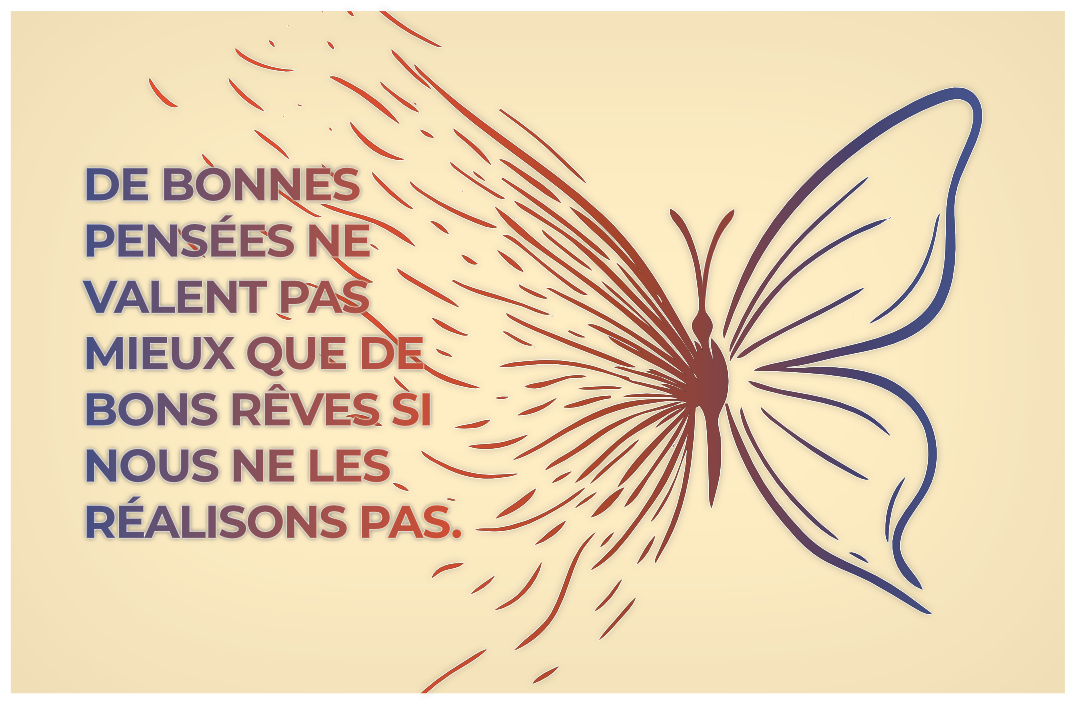 DE BONNES
PENSÉES NE
VALENT PAS
MIEUX QUE DE
BONS RÊVES SI
NOUS NE LES
RÉALISONS PAS.